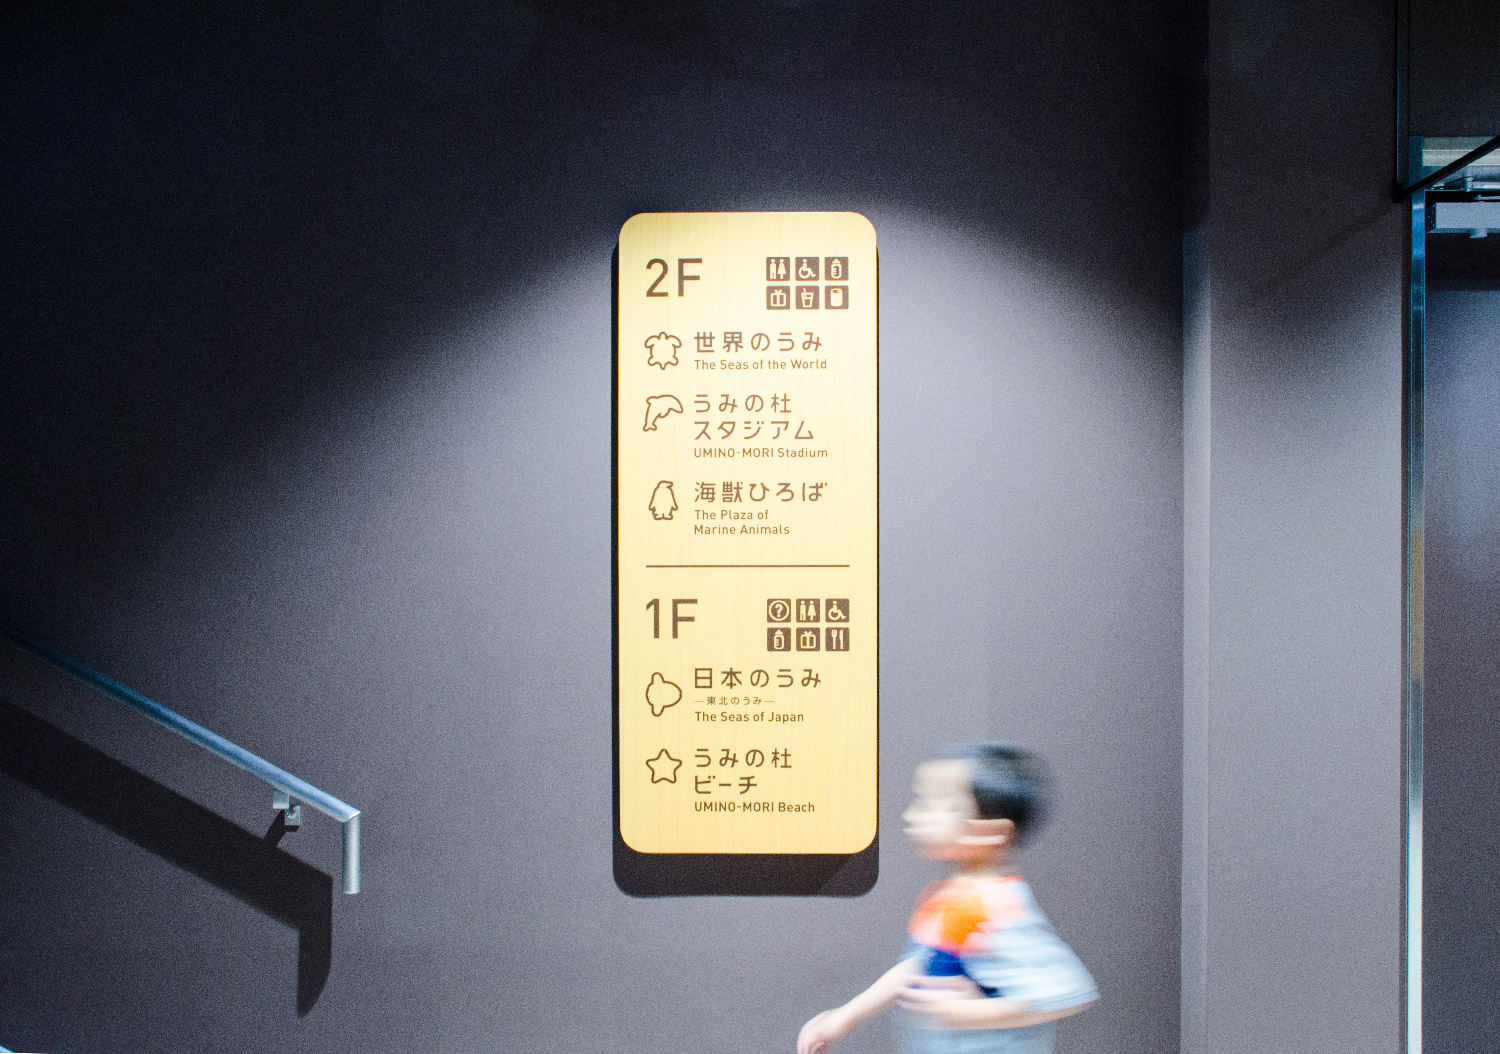 2F
世界のうみ
The Seas of the World
うみの杜
スタジアム
UMINO-MORI Stadium
海獣ひろば
The Plaza of
Marine Animals
1F
?
日本のうみ
―東北のうみ―
The Seas of Japan
うみの杜
ビーチ
UMINO-MORI Beach